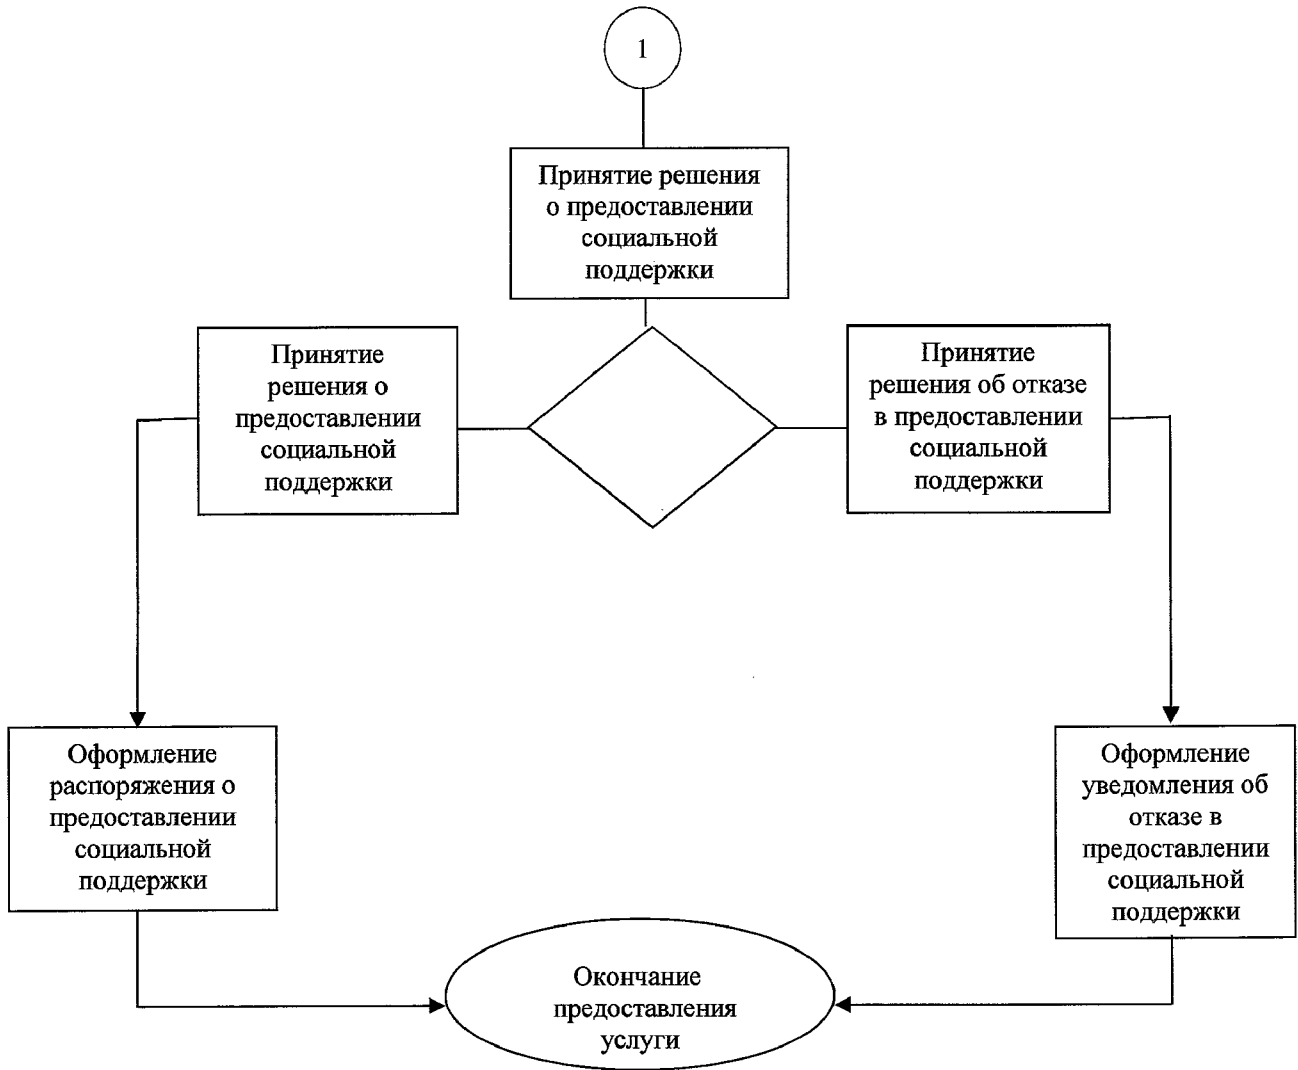 1
Принятие решения
о предоставлении
социальной
поддержки
Принятие
решения о
предоставлении
социальной
поддержки
Принятие
решения об отказе
в предоставлении
социальной
поддержки
Оформление
распоряжения о
предоставлении
социальной
поддержки
Оформление
уведомления об
отказе в
предоставлении
социальной
поддержки
Окончание
предоставления
услуги